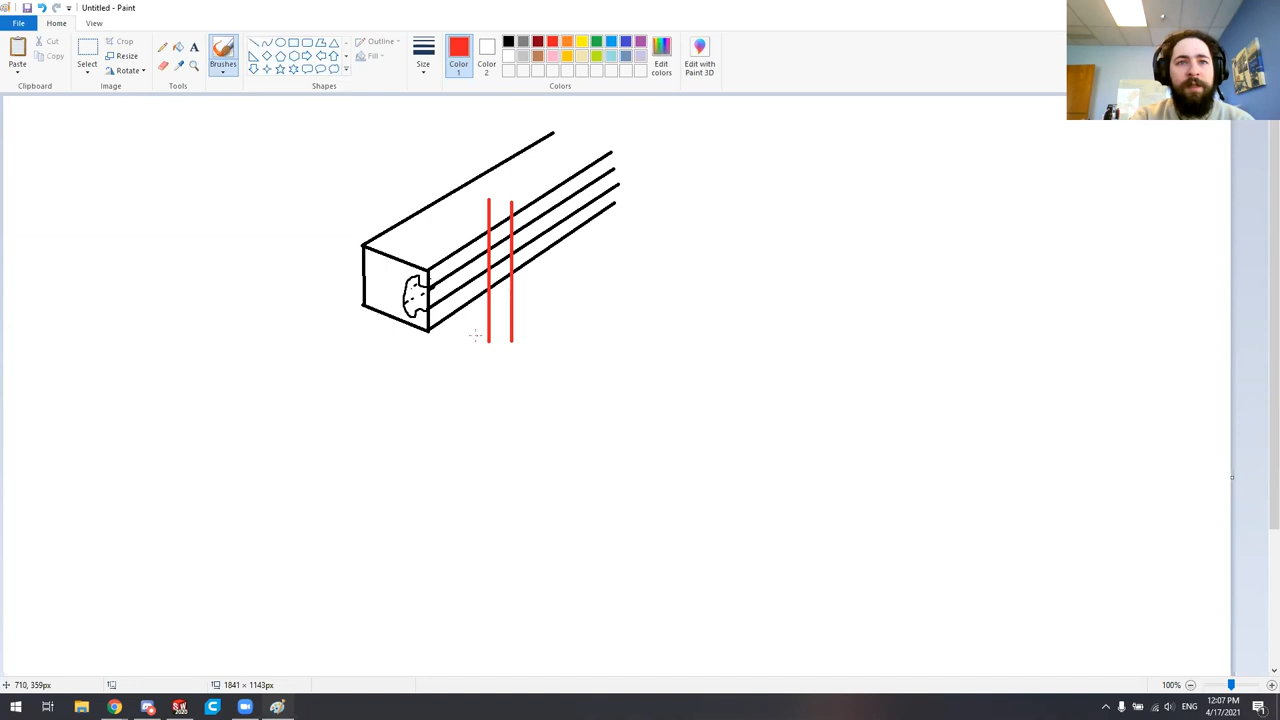 Untitled - Paint
File Home View
Paste
Cut
Copy
Clipboard
Select
Crop
Resize
Rotate
Image
Tools
Brushes
Outline
Fill
Shapes
Size
Color 1
Color 2
Edit colors
Colors
Edit with Paint 3D
710, 359px
1841 × 1143px
100%
ENG
12:07 PM
4/17/2021